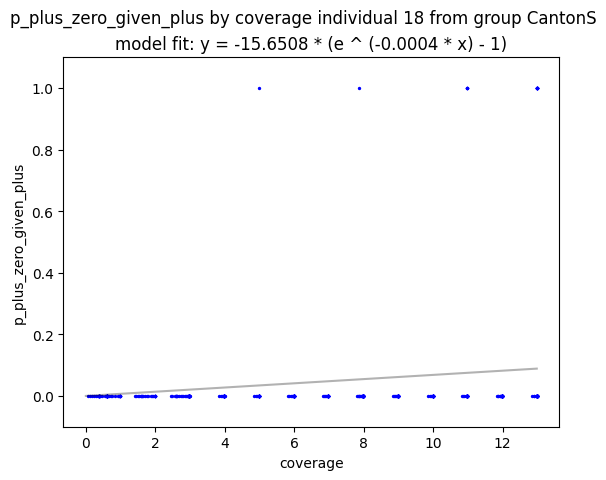 p_plus_zero_given_plus by coverage individual 18 from group CantonS
model fit: y = -15.6508 * (e ^ (-0.0004 * x) - 1)
1.0
0.8
0.6
0.4
0.2
0.0
p_plus_zero_given_plus
0 2 4 6 8 10 12
coverage